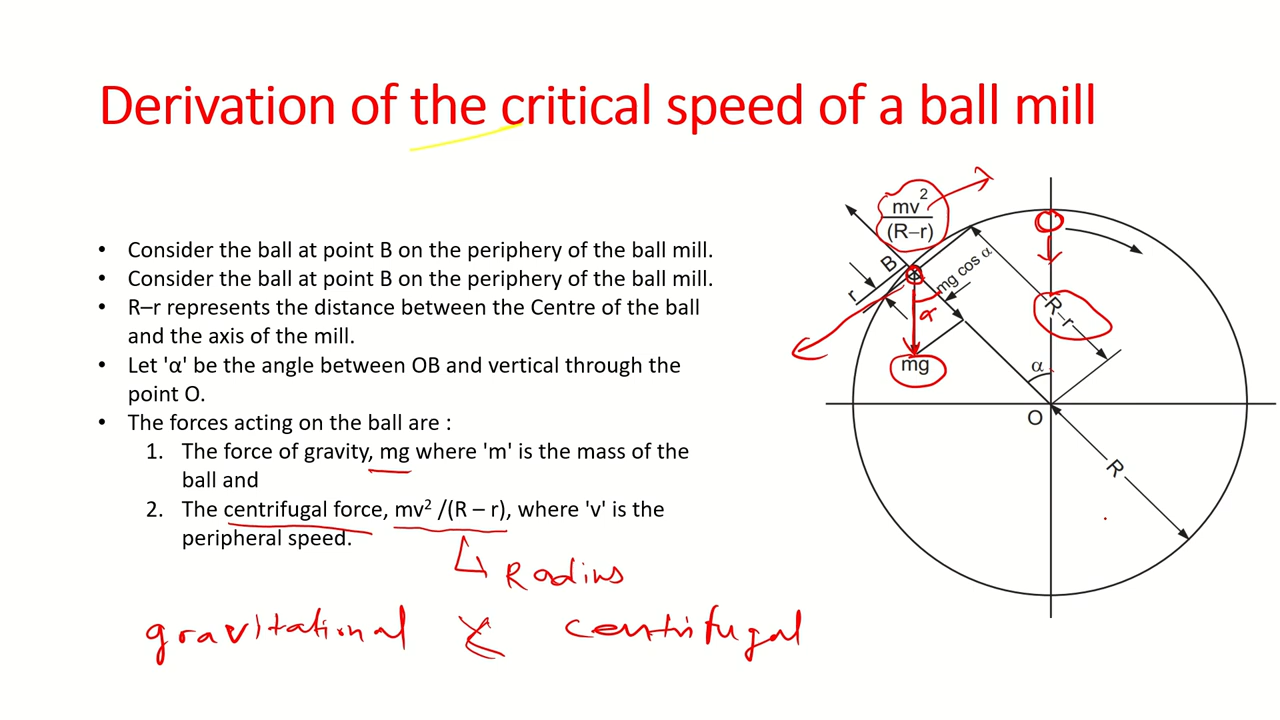 Derivation of the critical speed of a ball mill
• Consider the ball at point B on the periphery of the ball mill.
• Consider the ball at point B on the periphery of the ball mill.
• R–r represents the distance between the Centre of the ball
and the axis of the mill.
• Let 'α' be the angle between OB and vertical through the
point O.
• The forces acting on the ball are :
1. The force of gravity, mg where 'm' is the mass of the
ball and
2. The centrifugal force, mv² /(R – r), where 'v' is the
peripheral speed.
Radius
gravitational ≤ centrifugal
mv²
(R–r)
B
r
mg cos α
α
R–r
mg
α
O
R